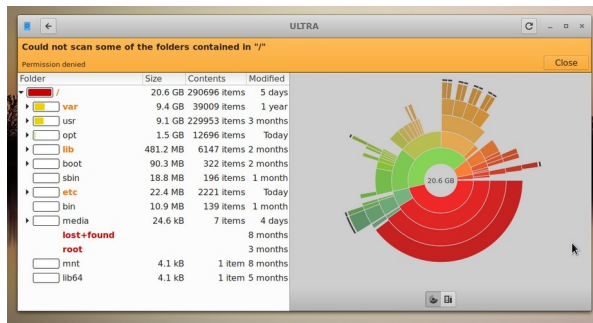 ULTRA
Could not scan some of the folders contained in "/"
Permission denied
Close
Folder Size Contents Modified
/ 20.6 GB 290696 items 5 days
var 9.4 GB 39009 items 1 year
usr 9.1 GB 229953 items 3 months
opt 1.5 GB 12696 items Today
lib 481.2 MB 6147 items 2 months
boot 90.3 MB 322 items 2 months
sbin 18.8 MB 196 items 1 month
etc 22.4 MB 2221 items Today
bin 10.9 MB 139 items 1 month
media 24.6 kB 7 items 4 days
lost+found 8 months
root 3 months
mnt 4.1 kB 1 item 8 months
lib64 4.1 kB 1 item 5 months
20.6 GB